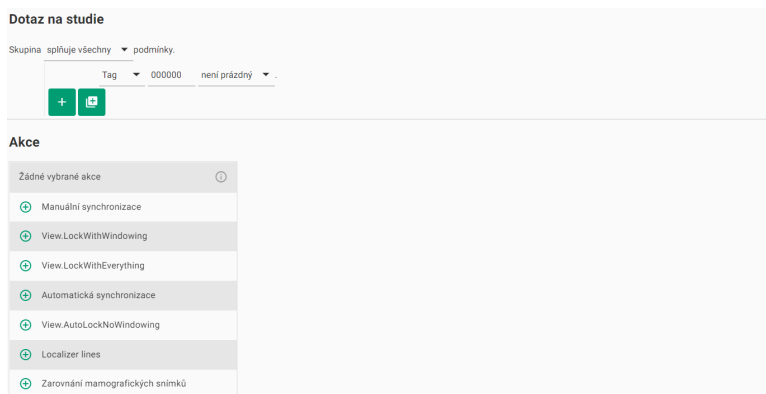 Dotaz na studie
Skupina splňuje všechny podmínky.
Tag 000000 není prázdný .
Akce
Žádné vybrané akce
Manuální synchronizace
View.LockWithWindowing
View.LockWithEverything
Automatická synchronizace
View.AutoLockNoWindowing
Localizer lines
Zarovnání mamografických snímků